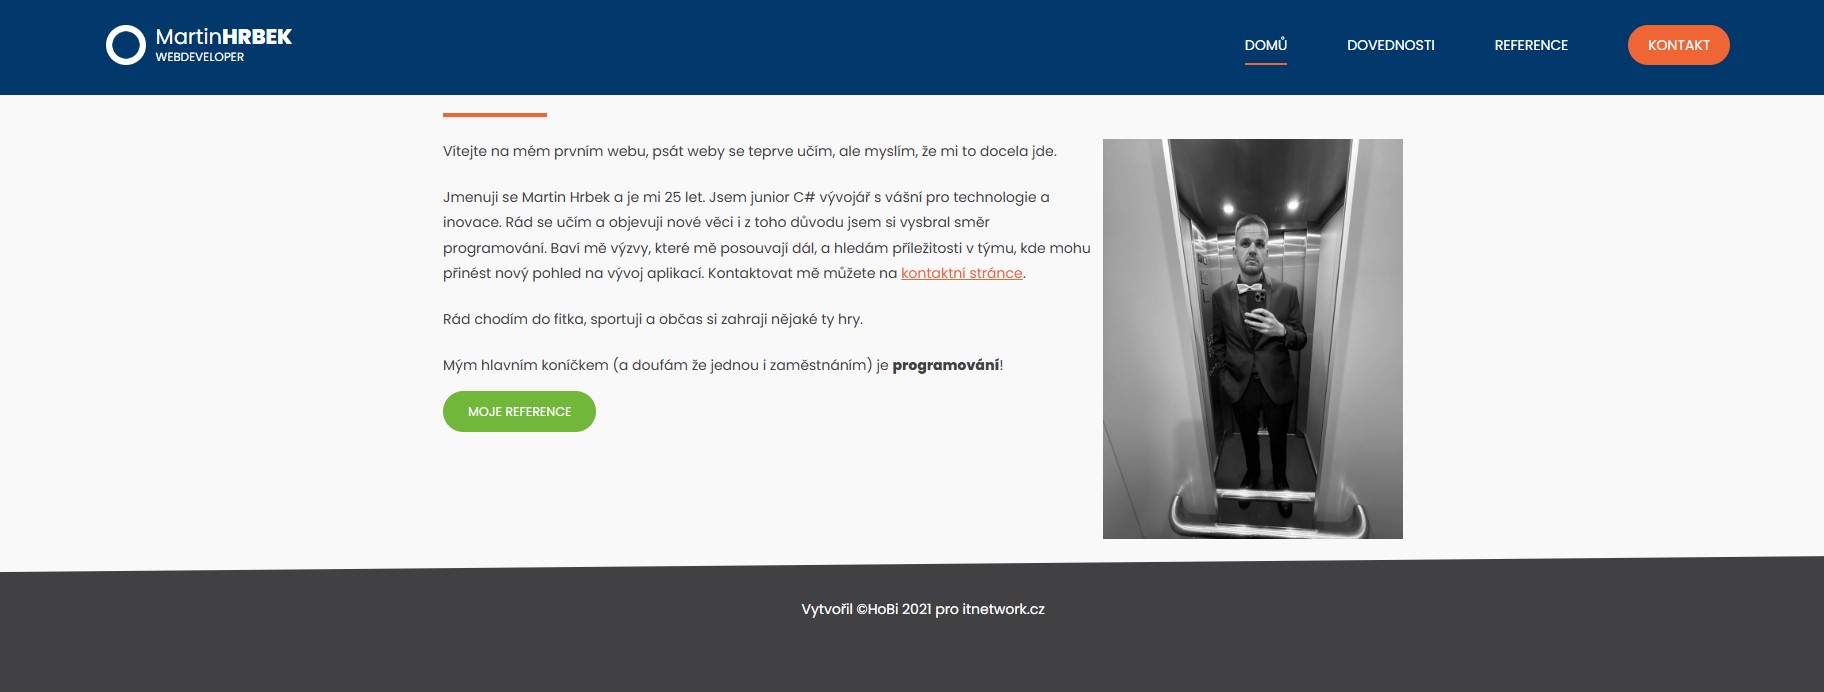 MartinHRBEK
WEBDEVELOPER
DOMŮ
DOVEDNOSTI
REFERENCE
KONTAKT
Vítejte na mém prvním webu, psát weby se teprve učím, ale myslím, že mi to docela jde.
Jmenuji se Martin Hrbek a je mi 25 let. Jsem junior C# vývojář s vášní pro technologie a
inovace. Rád se učím a objevuji nové věci i z toho důvodu jsem si vysbral směr
programování. Baví mě výzvy, které mě posouvají dál, a hledám příležitosti v týmu, kde mohu
přinést nový pohled na vývoj aplikací. Kontaktovat mě můžete na kontaktní stránce.
Rád chodím do fitka, sportuji a občas si zahraji nějaké ty hry.
Mým hlavním koníčkem (a doufám že jednou i zaměstnáním) je programování!
MOJE REFERENCE
Vytvořil ©HoBi 2021 pro itnetwork.cz